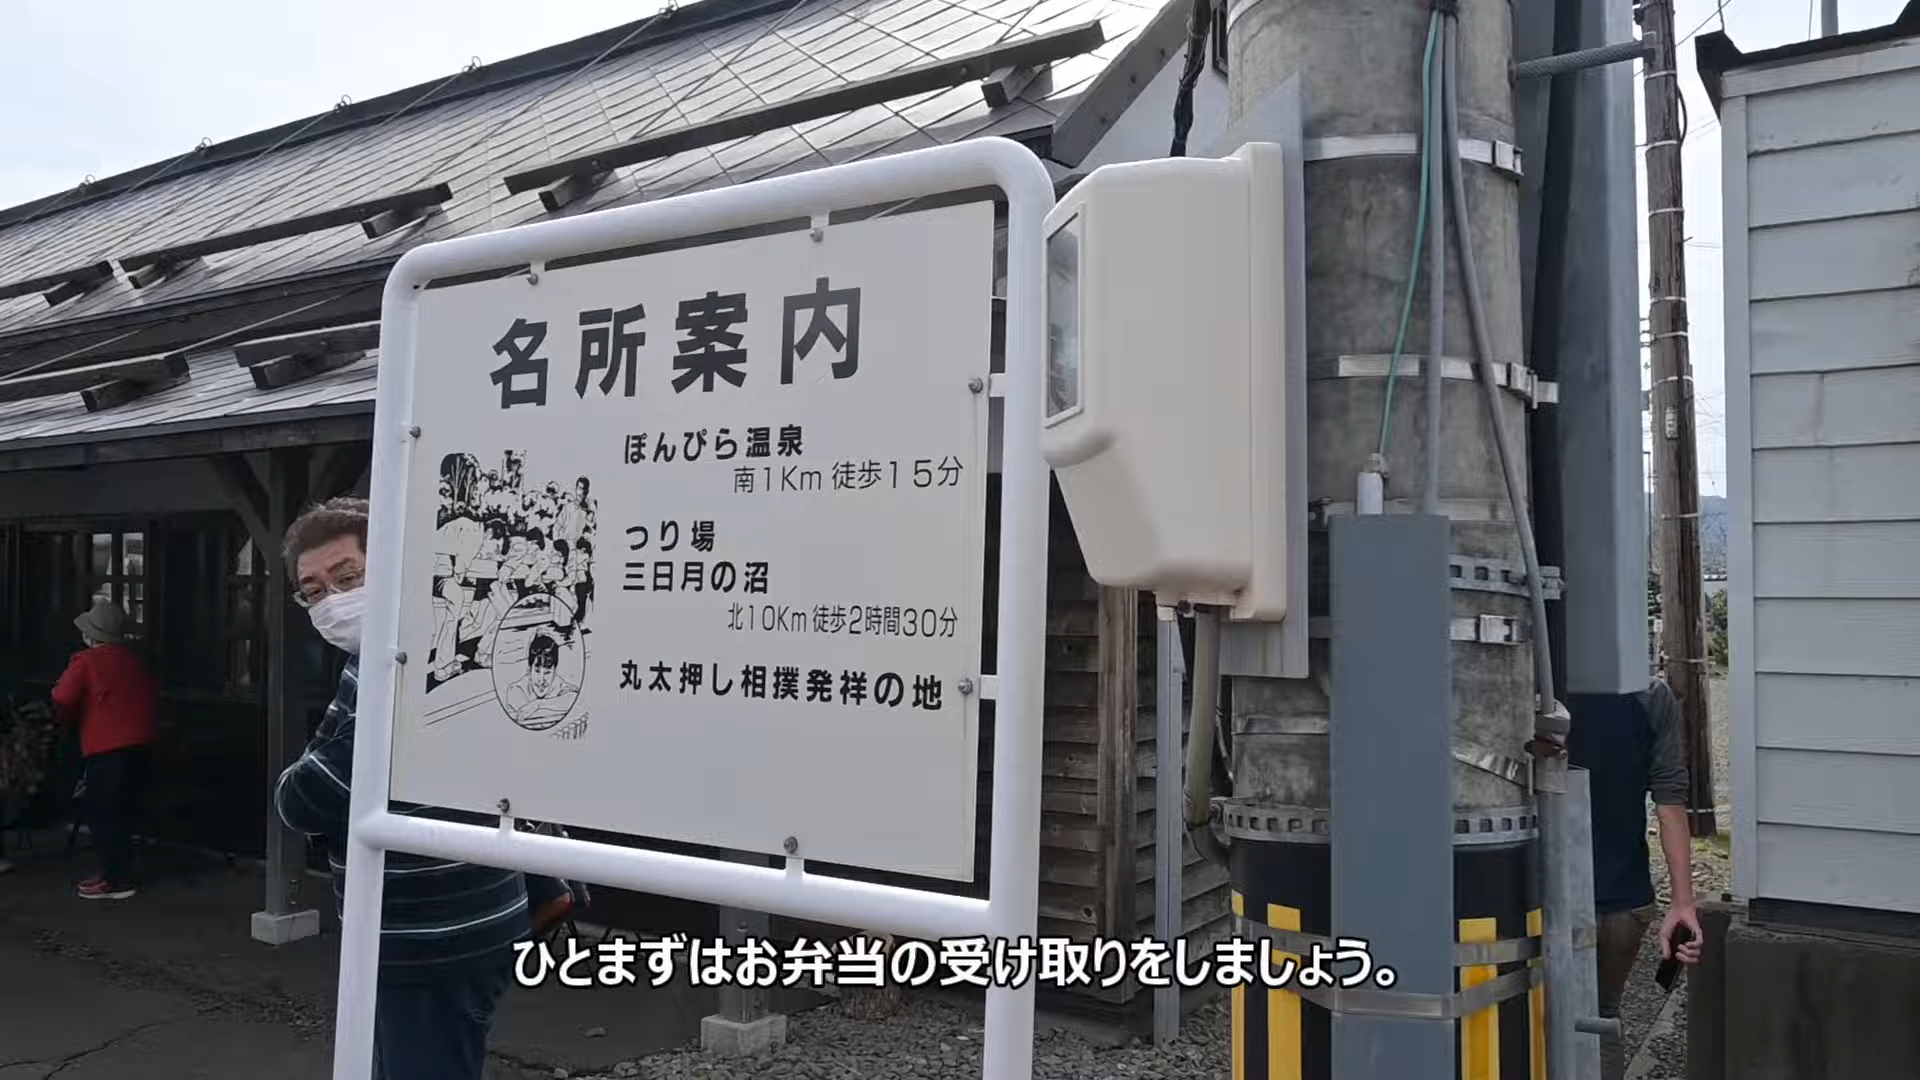 名所案内
ぽんぴら温泉
南1Km 徒歩15分
つり場
三日月の沼
北10Km 徒歩2時間30分
丸太押し相撲発祥の地
ひとまずはお弁当の受け取りをしましょう。